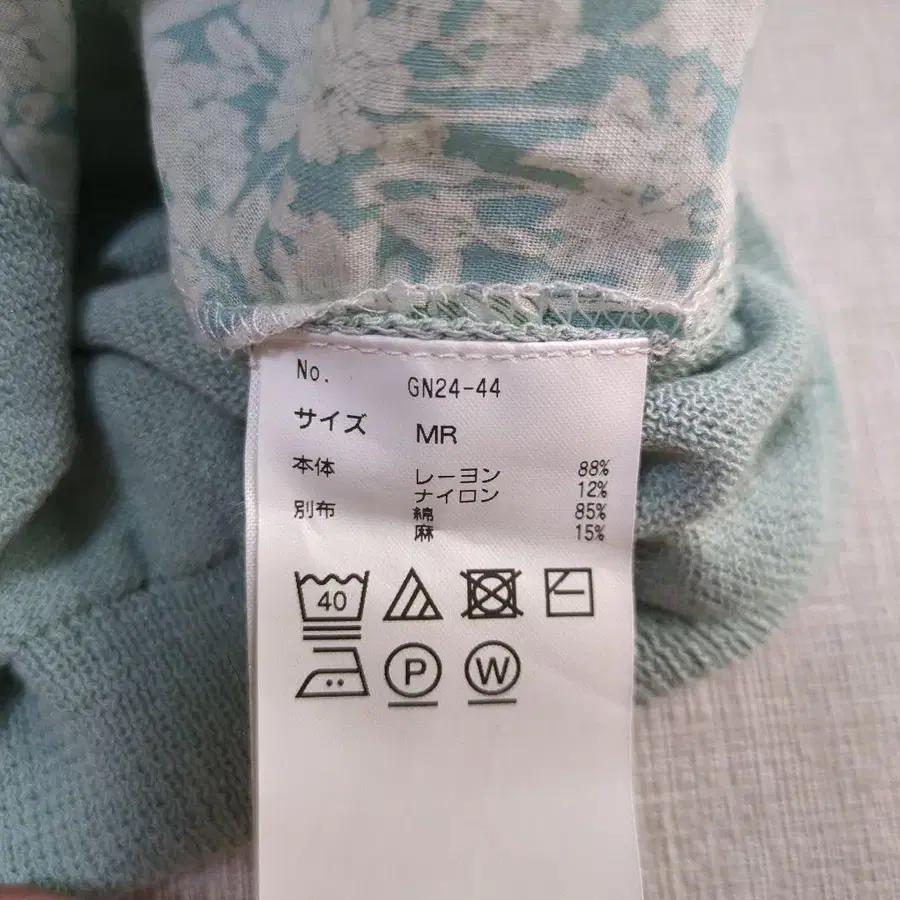 No. GN24-44
サイズ MR
本体 レーヨン 88%
ナイロン 12%
別布 綿 85%
麻 15%
40
P W